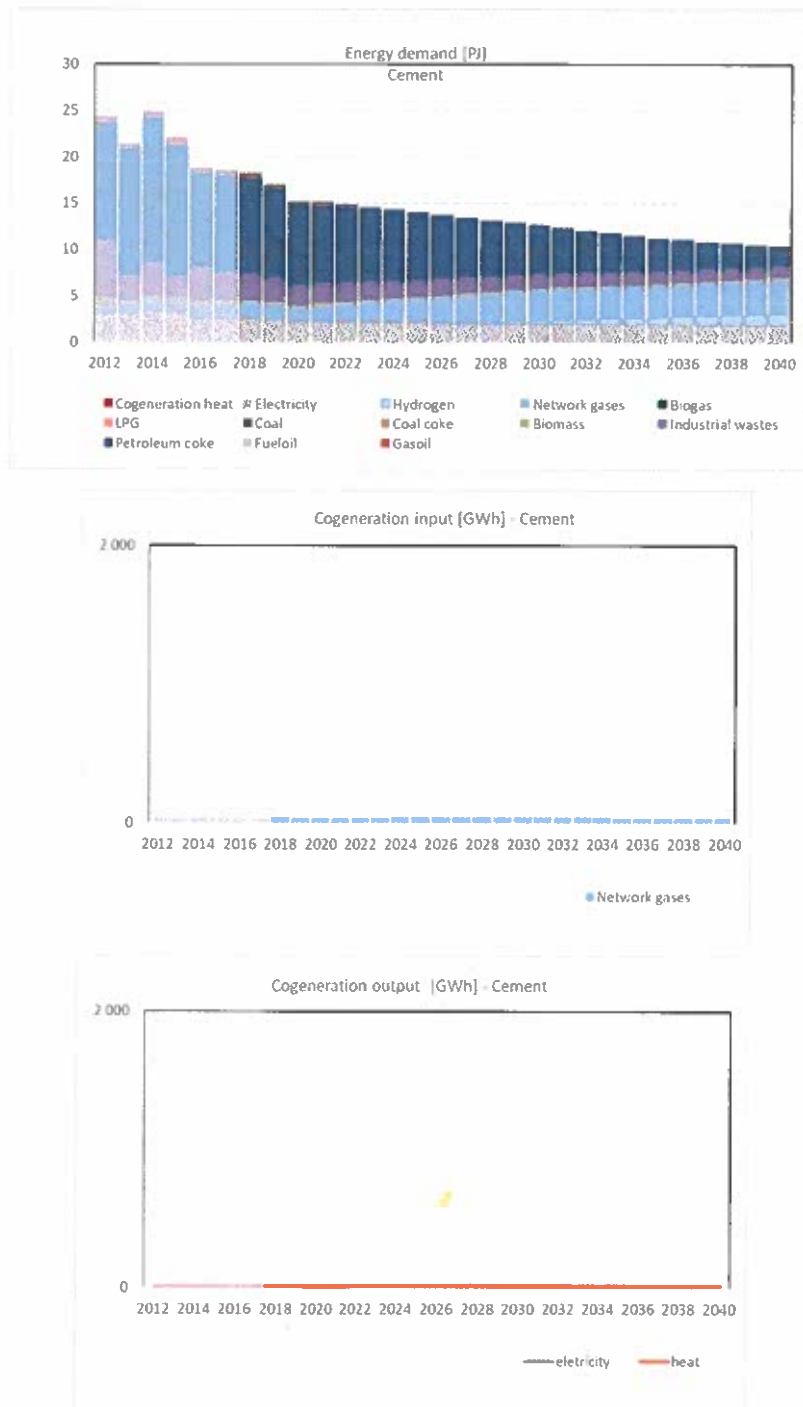 Energy demand [PJ]
Cement
30
25
20
15
10
5
0
2012 2014 2016 2018 2020 2022 2024 2026 2028 2030 2032 2034 2036 2038 2040
Cogeneration heat Electricity Hydrogen Network gases Biogas
LPG Coal Coal coke Biomass Industrial wastes
Petroleum coke Fueloil Gasoil
Cogeneration input [GWh] - Cement
2 000
0
2012 2014 2016 2018 2020 2022 2024 2026 2028 2030 2032 2034 2036 2038 2040
Network gases
Cogeneration output [GWh] - Cement
2 000
0
2012 2014 2016 2018 2020 2022 2024 2026 2028 2030 2032 2034 2036 2038 2040
eletricity heat